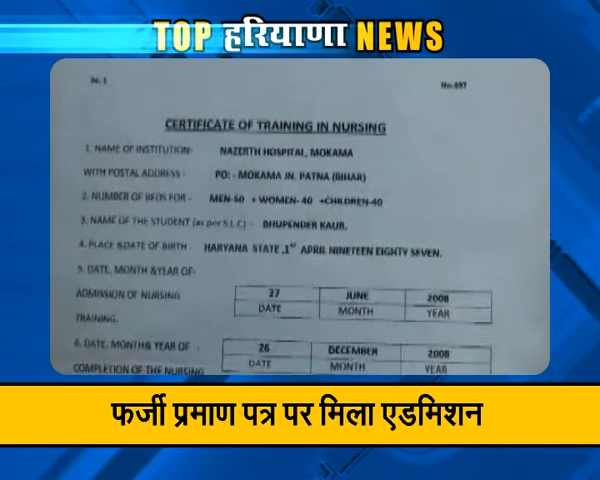 TOP हरियाणा NEWS
No-897
CERTIFICATE OF TRAINING IN NURSING
1. NAME OF INSTITUTION- NAZERTH HOSPITAL, MOKAMA
WITH POSTAL ADDRESS - PO: - MOKAMA JN. PATNA (BIHAR)
2. NUMBER OF BEDS FOR - MEN-60 + WOMEN- 40 +CHILDREN-40
3. NAME OF THE STUDENT (as per S.L.C) - BHUPENDER KAUR.
4. PLACE &DATE OF BIRTH - HARYANA STATE ,1ST APRIL NINETEEN EIGHTY SEVEN.
5. DATE, MONTH &YEAR OF-
ADMISSION OF NURSING 27 JUNE 2008
TRAINING. DATE MONTH YEAR
6. DATE, MONTH& YEAR OF - 26 DECEMBER 2008
COMPLETION OF THE NURSING DATE MONTH YEAR
फर्जी प्रमाण पत्र पर मिला एडमिशन